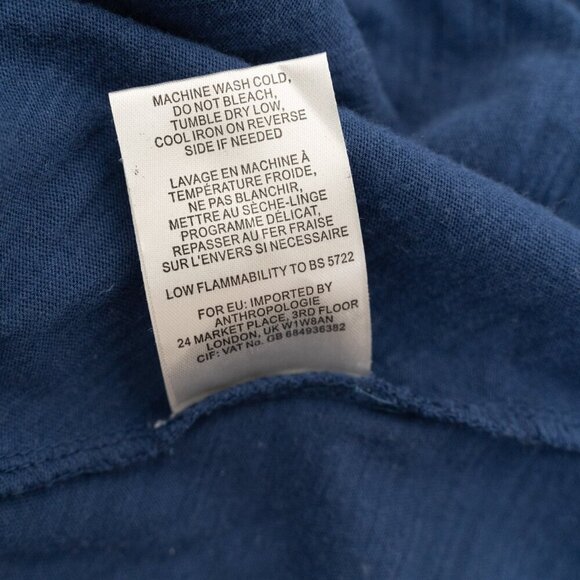 MACHINE WASH COLD,
DO NOT BLEACH,
TUMBLE DRY LOW,
COOL IRON ON REVERSE
SIDE IF NEEDED
LAVAGE EN MACHINE À
TEMPÉRATURE FROIDE,
NE PAS BLANCHIR,
METTRE AU SÈCHE-LINGE
PROGRAMME DÉLICAT,
REPASSER AU FER FRAISE
SUR L'ENVERS SI NECESSAIRE
LOW FLAMMABILITY TO BS 5722
FOR EU: IMPORTED BY
ANTHROPOLOGIE
24 MARKET PLACE, 3RD FLOOR
LONDON, UK W1W8AN
CIF: VAT No. GB 684936382